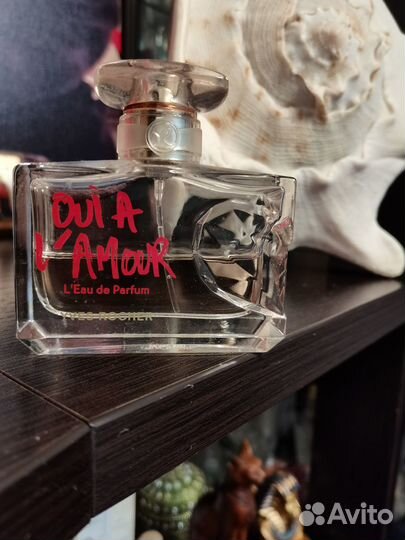 OUI A
L'AMOUR
L'Eau de Parfum
YVES ROCHER
Avito